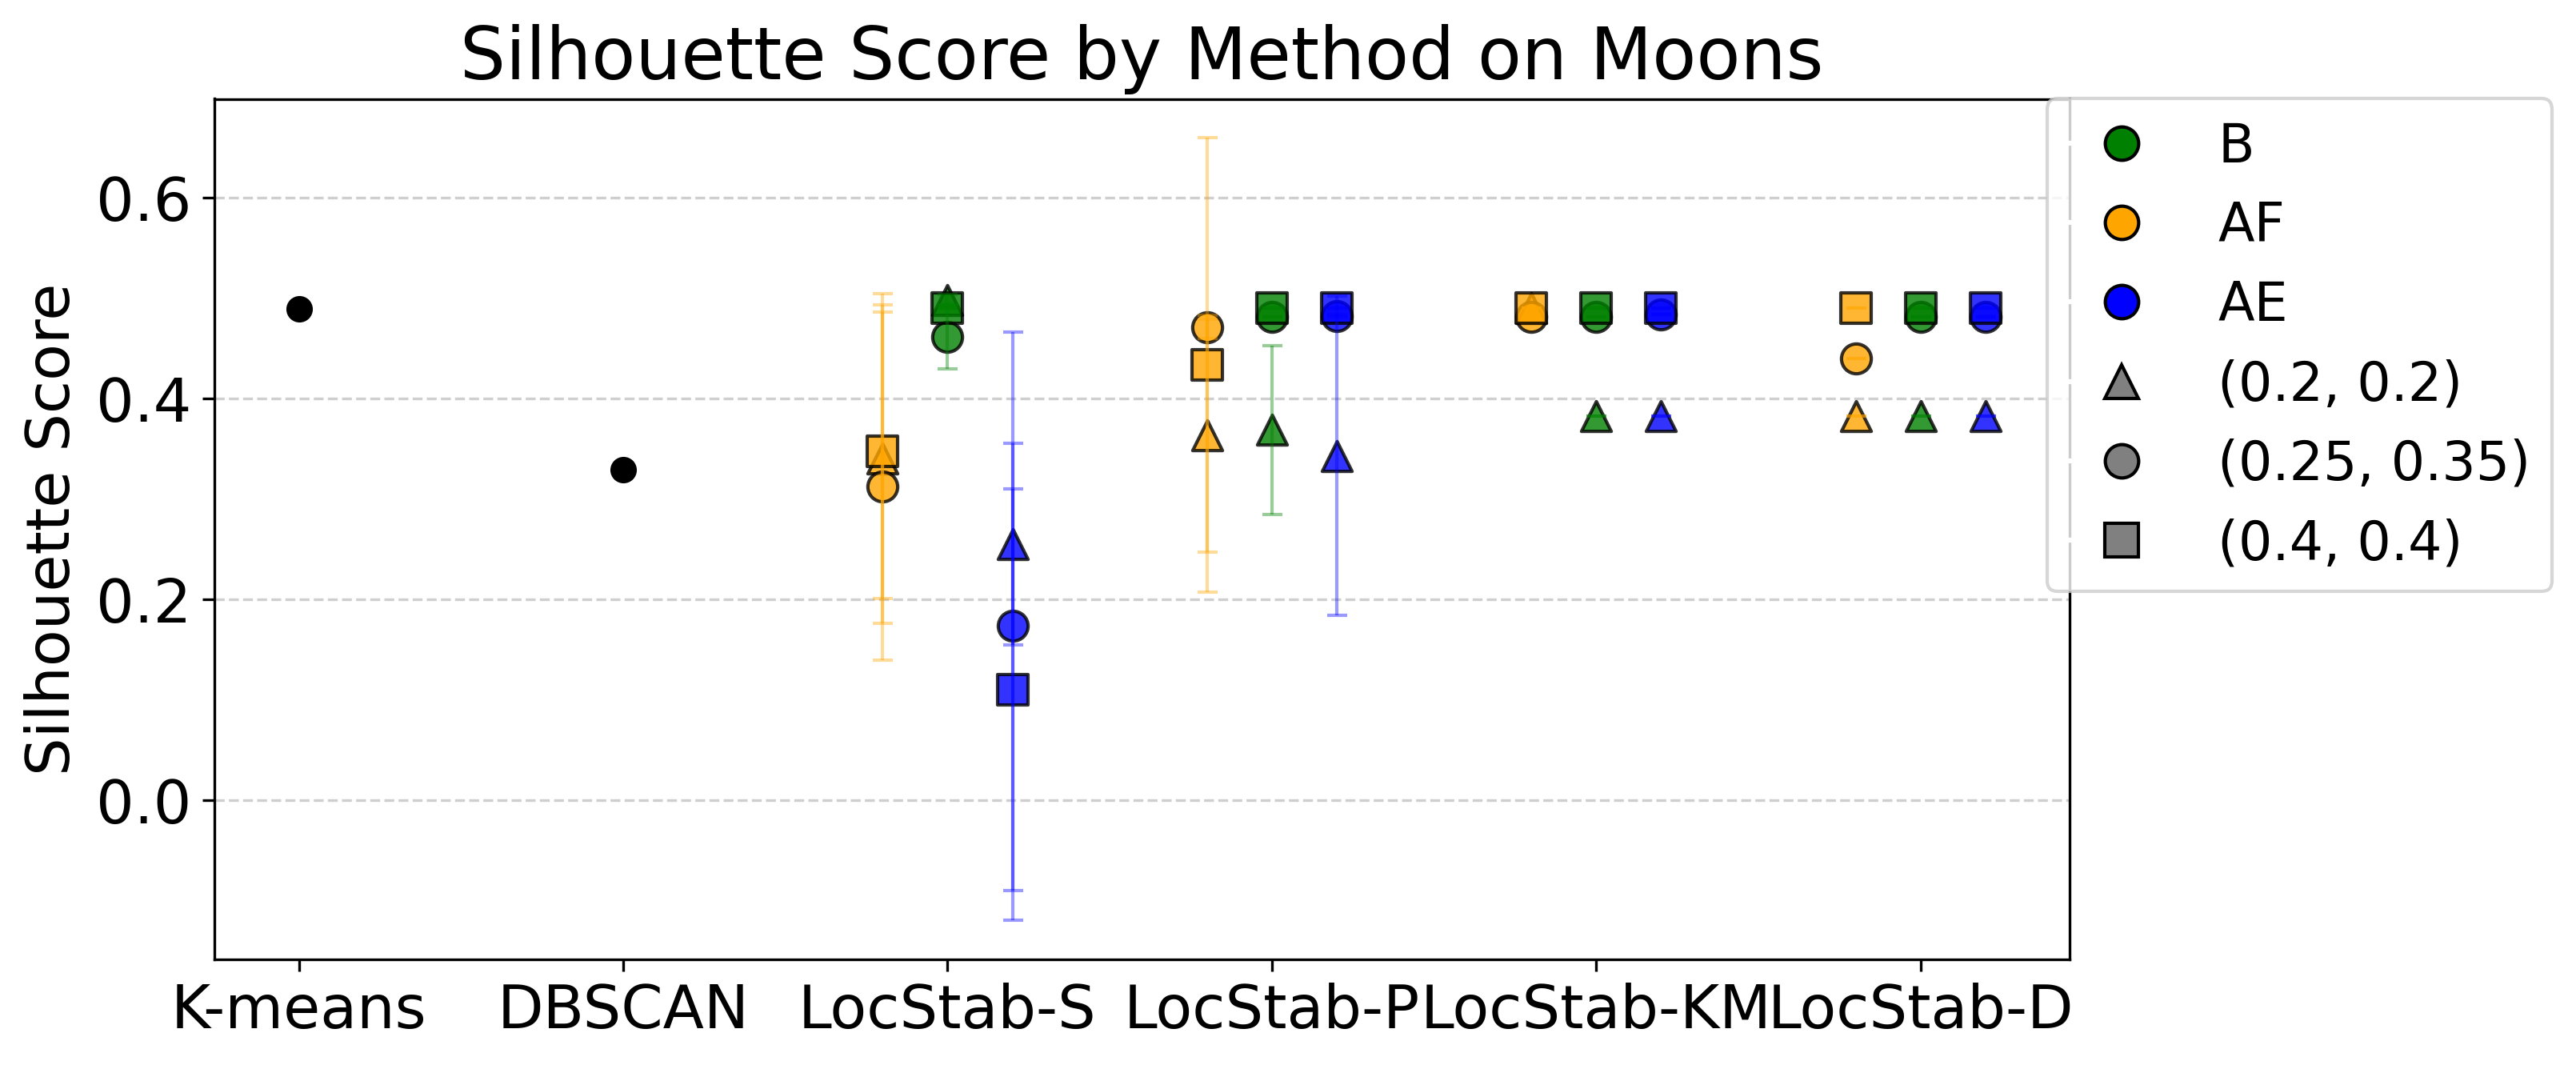 Silhouette Score by Method on Moons
Silhouette Score
0.6
0.4
0.2
0.0
K-means
DBSCAN
LocStab-S
LocStab-P
LocStab-KM
LocStab-D
B
AF
AE
(0.2, 0.2)
(0.25, 0.35)
(0.4, 0.4)